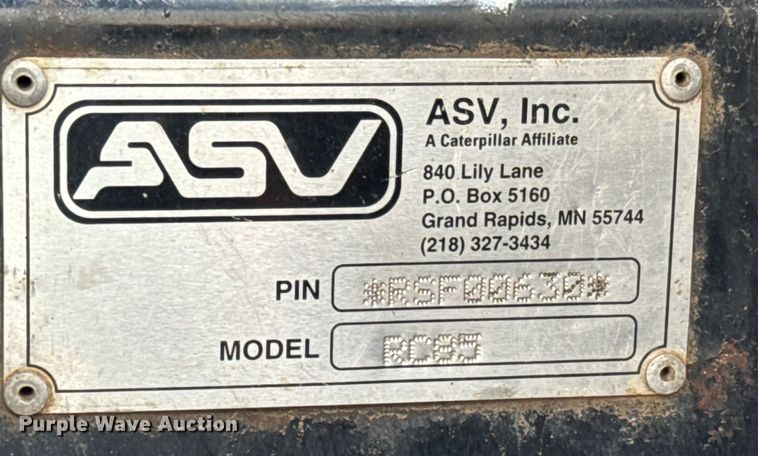 ASV
ASV, Inc.
A Caterpillar Affiliate
840 Lily Lane
P.O. Box 5160
Grand Rapids, MN 55744
(218) 327-3434
PIN *RSF00630*
MODEL RC85
Purple Wave Auction